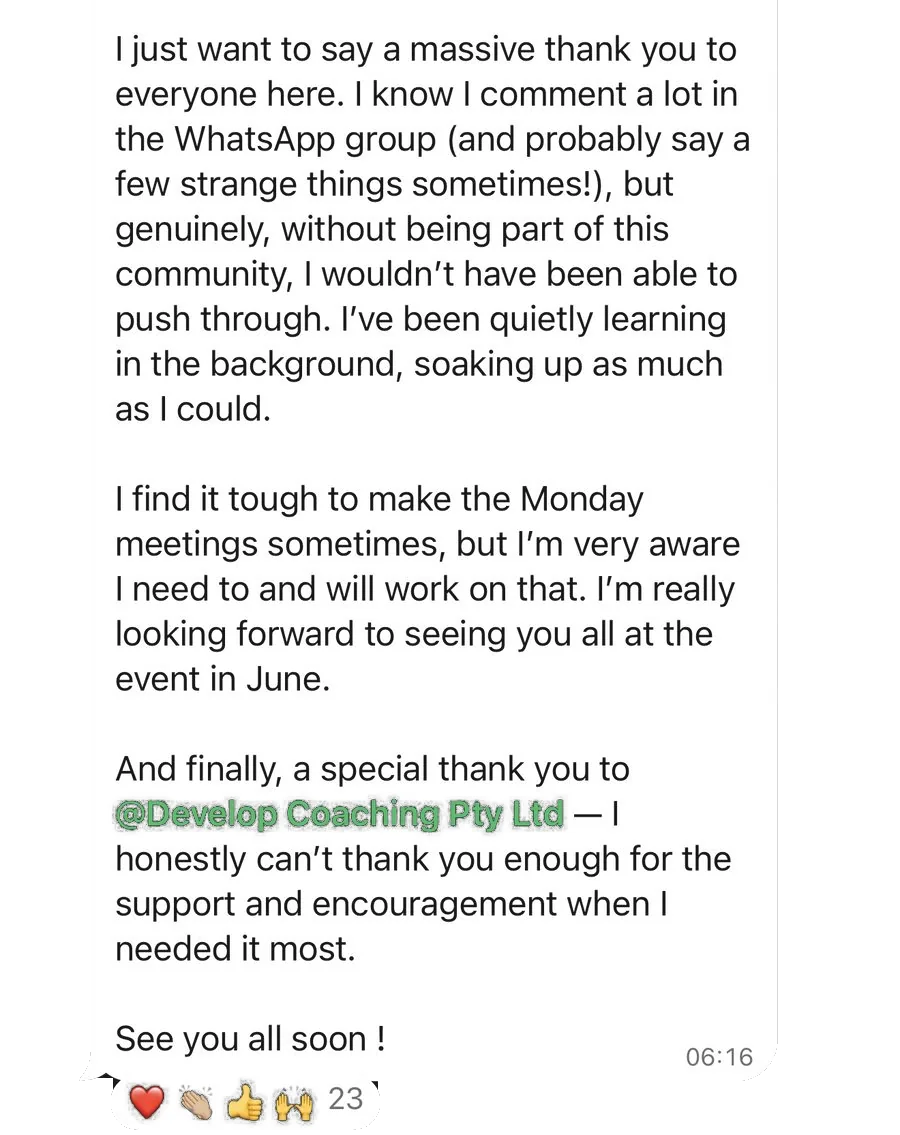 I just want to say a massive thank you to
everyone here. I know I comment a lot in
the WhatsApp group (and probably say a
few strange things sometimes!), but
genuinely, without being part of this
community, I wouldn’t have been able to
push through. I’ve been quietly learning
in the background, soaking up as much
as I could.
I find it tough to make the Monday
meetings sometimes, but I’m very aware
I need to and will work on that. I’m really
looking forward to seeing you all at the
event in June.
And finally, a special thank you to
@Develop Coaching Pty Ltd — I
honestly can’t thank you enough for the
support and encouragement when I
needed it most.
See you all soon !
06:16
❤️ 👏🏼 👍 🙌 23